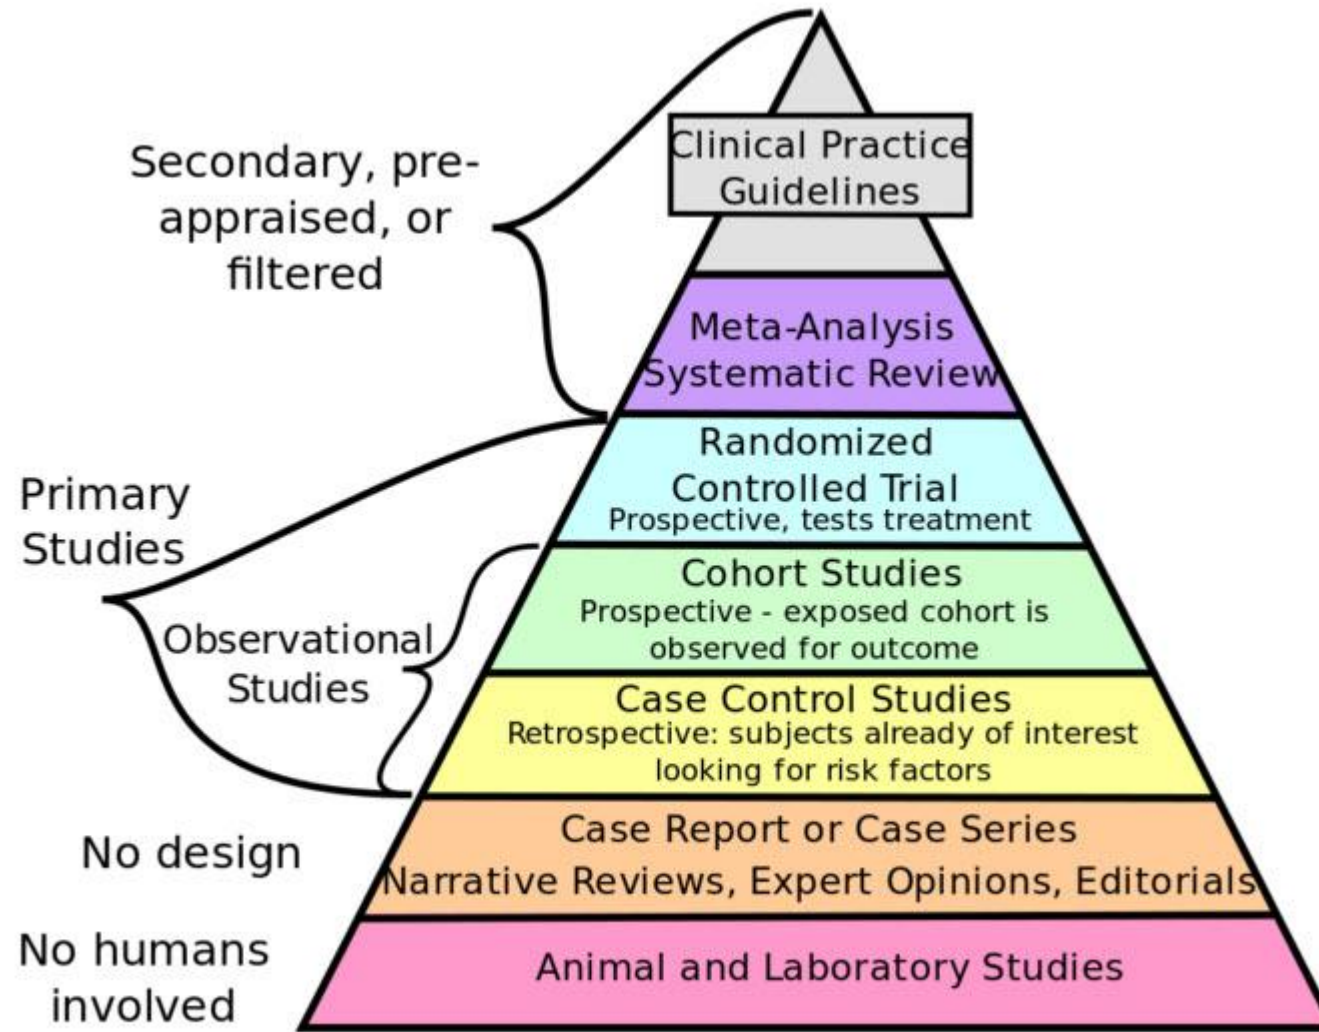 Clinical Practice
Guidelines
Secondary, pre-
appraised, or
filtered
Meta-Analysis
Systematic Review
Randomized
Controlled Trial
Prospective, tests treatment
Primary
Studies
Cohort Studies
Prospective - exposed cohort is
observed for outcome
Observational
Studies
Case Control Studies
Retrospective: subjects already of interest
looking for risk factors
No design
Case Report or Case Series
Narrative Reviews, Expert Opinions, Editorials
No humans
involved
Animal and Laboratory Studies